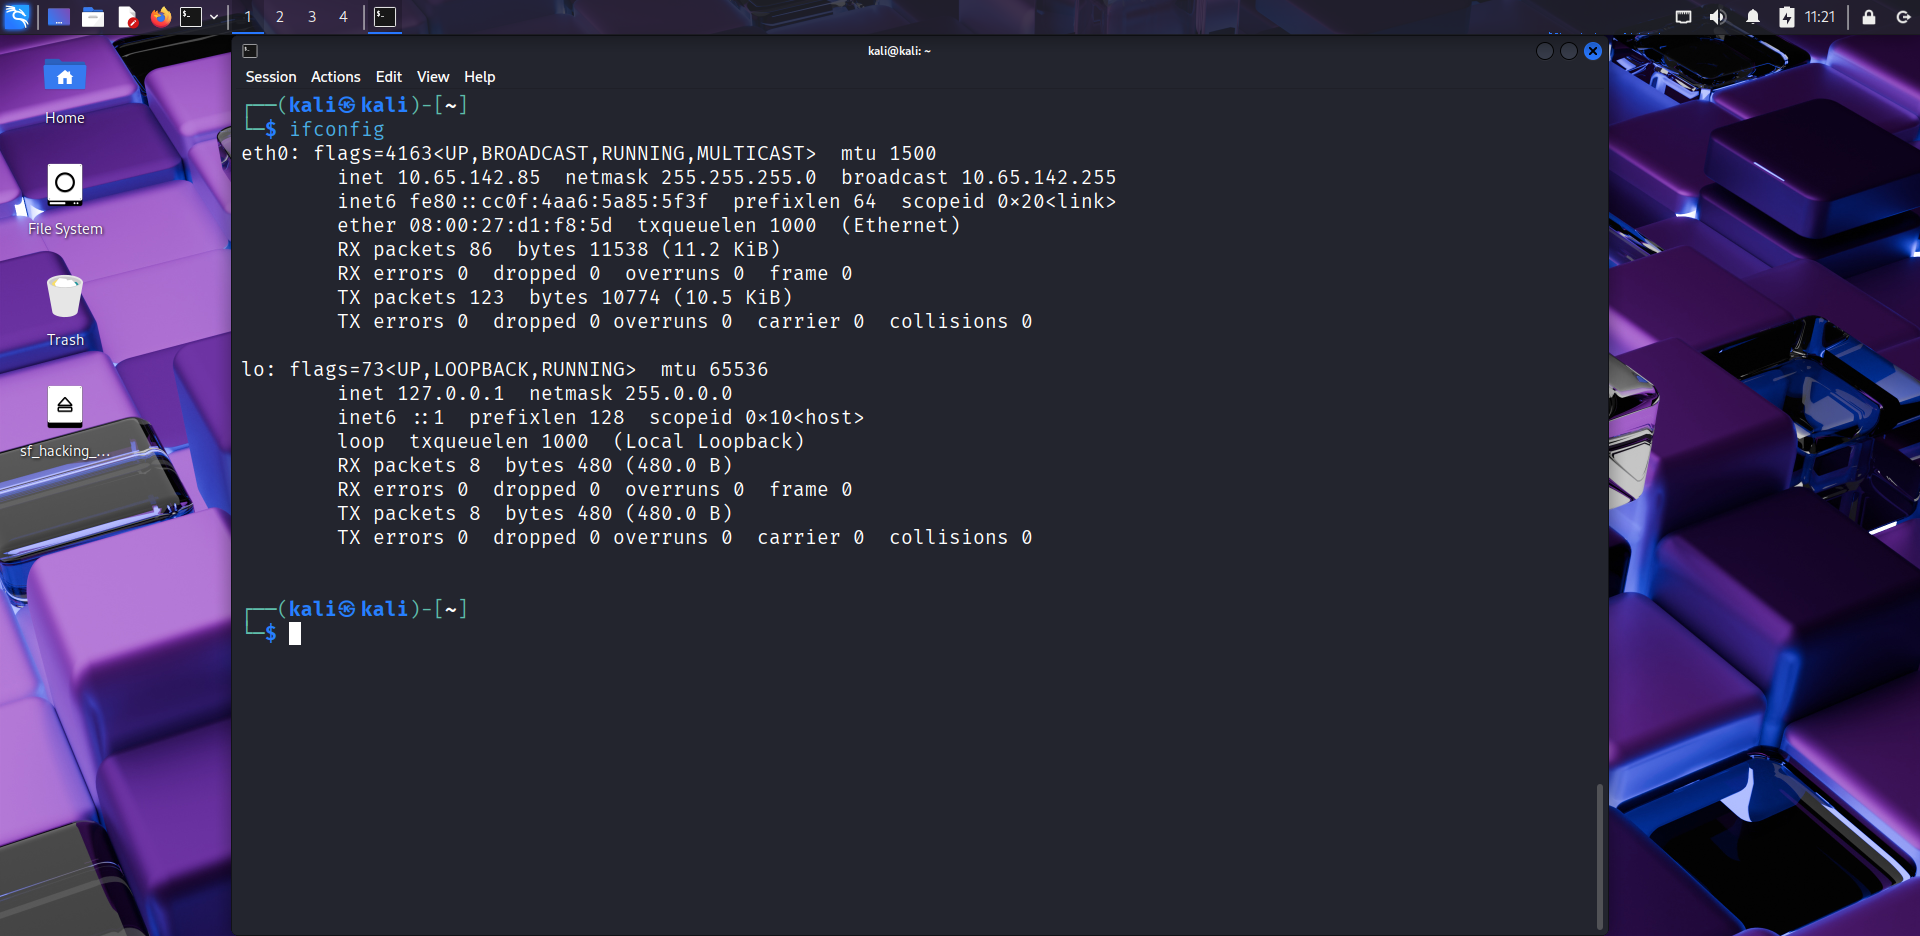 1 2 3 4
11:21
kali@kali: ~
Session Actions Edit View Help
Home
File System
Trash
sf_hacking_...
┌──(kali㉿kali)-[~]
└─$ ifconfig
eth0: flags=4163<UP,BROADCAST,RUNNING,MULTICAST>  mtu 1500
        inet 10.65.142.85  netmask 255.255.255.0  broadcast 10.65.142.255
        inet6 fe80::cc0f:4aa6:5a85:5f3f  prefixlen 64  scopeid 0×20<link>
        ether 08:00:27:d1:f8:5d  txqueuelen 1000  (Ethernet)
        RX packets 86  bytes 11538 (11.2 KiB)
        RX errors 0  dropped 0  overruns 0  frame 0
        TX packets 123  bytes 10774 (10.5 KiB)
        TX errors 0  dropped 0 overruns 0  carrier 0  collisions 0
lo: flags=73<UP,LOOPBACK,RUNNING>  mtu 65536
        inet 127.0.0.1  netmask 255.0.0.0
        inet6 ::1  prefixlen 128  scopeid 0×10<host>
        loop  txqueuelen 1000  (Local Loopback)
        RX packets 8  bytes 480 (480.0 B)
        RX errors 0  dropped 0  overruns 0  frame 0
        TX packets 8  bytes 480 (480.0 B)
        TX errors 0  dropped 0 overruns 0  carrier 0  collisions 0
┌──(kali㉿kali)-[~]
└─$